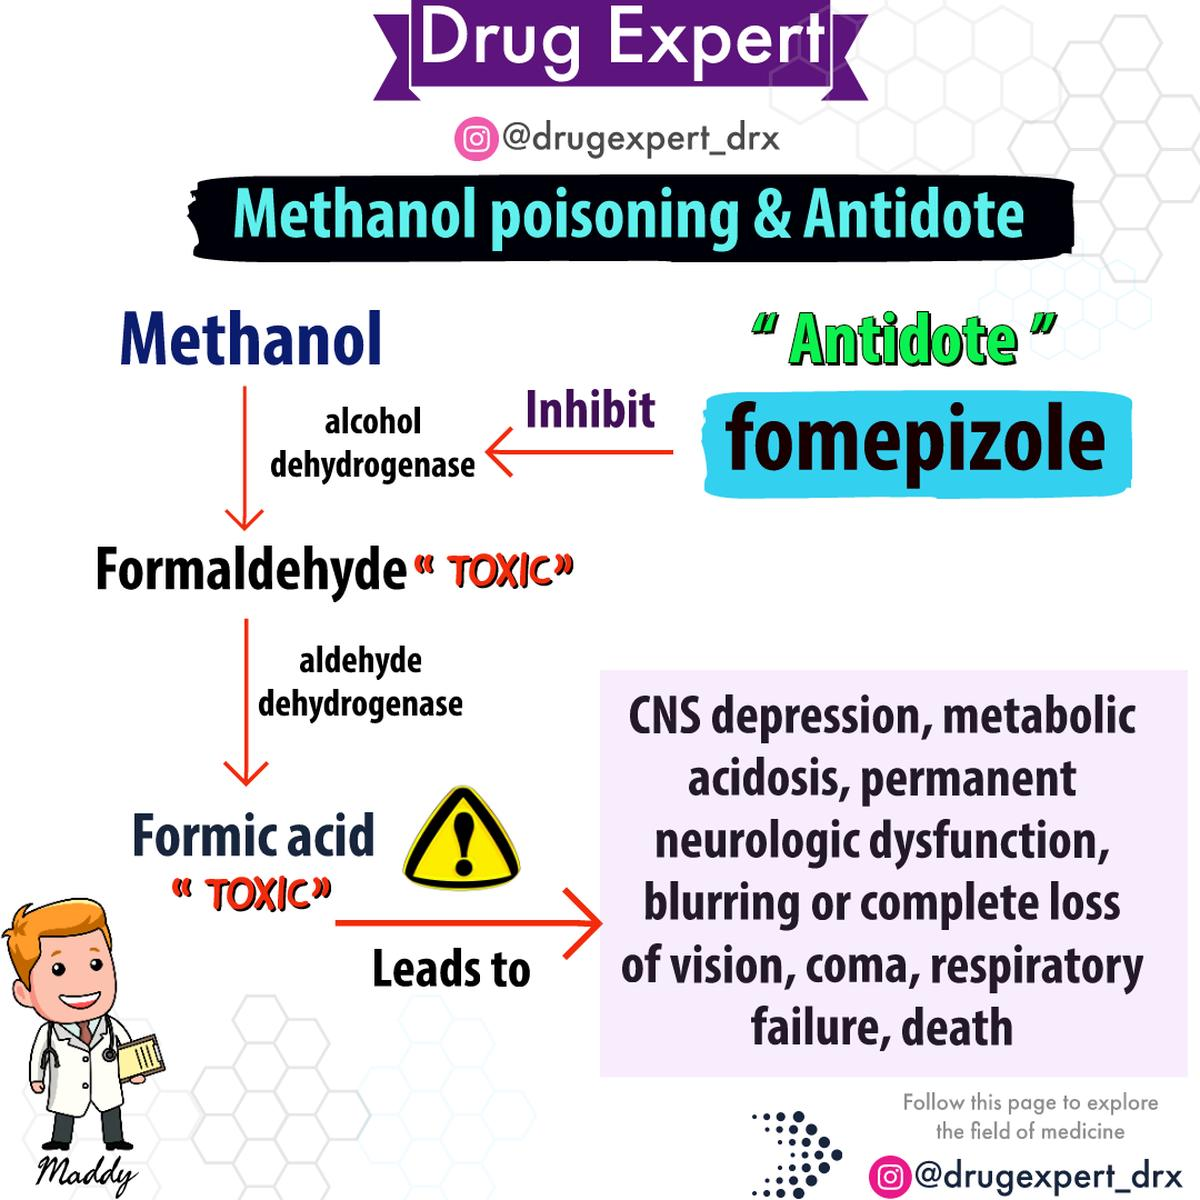 Drug Expert
@drugexpert_drx
Methanol poisoning & Antidote
Methanol
“ Antidote ”
alcohol
dehydrogenase
Inhibit
fomepizole
Formaldehyde “ TOXIC”
aldehyde
dehydrogenase
Formic acid
“ TOXIC”
Leads to
CNS depression, metabolic
acidosis, permanent
neurologic dysfunction,
blurring or complete loss
of vision, coma, respiratory
failure, death
Maddy
Follow this page to explore
the field of medicine
@drugexpert_drx